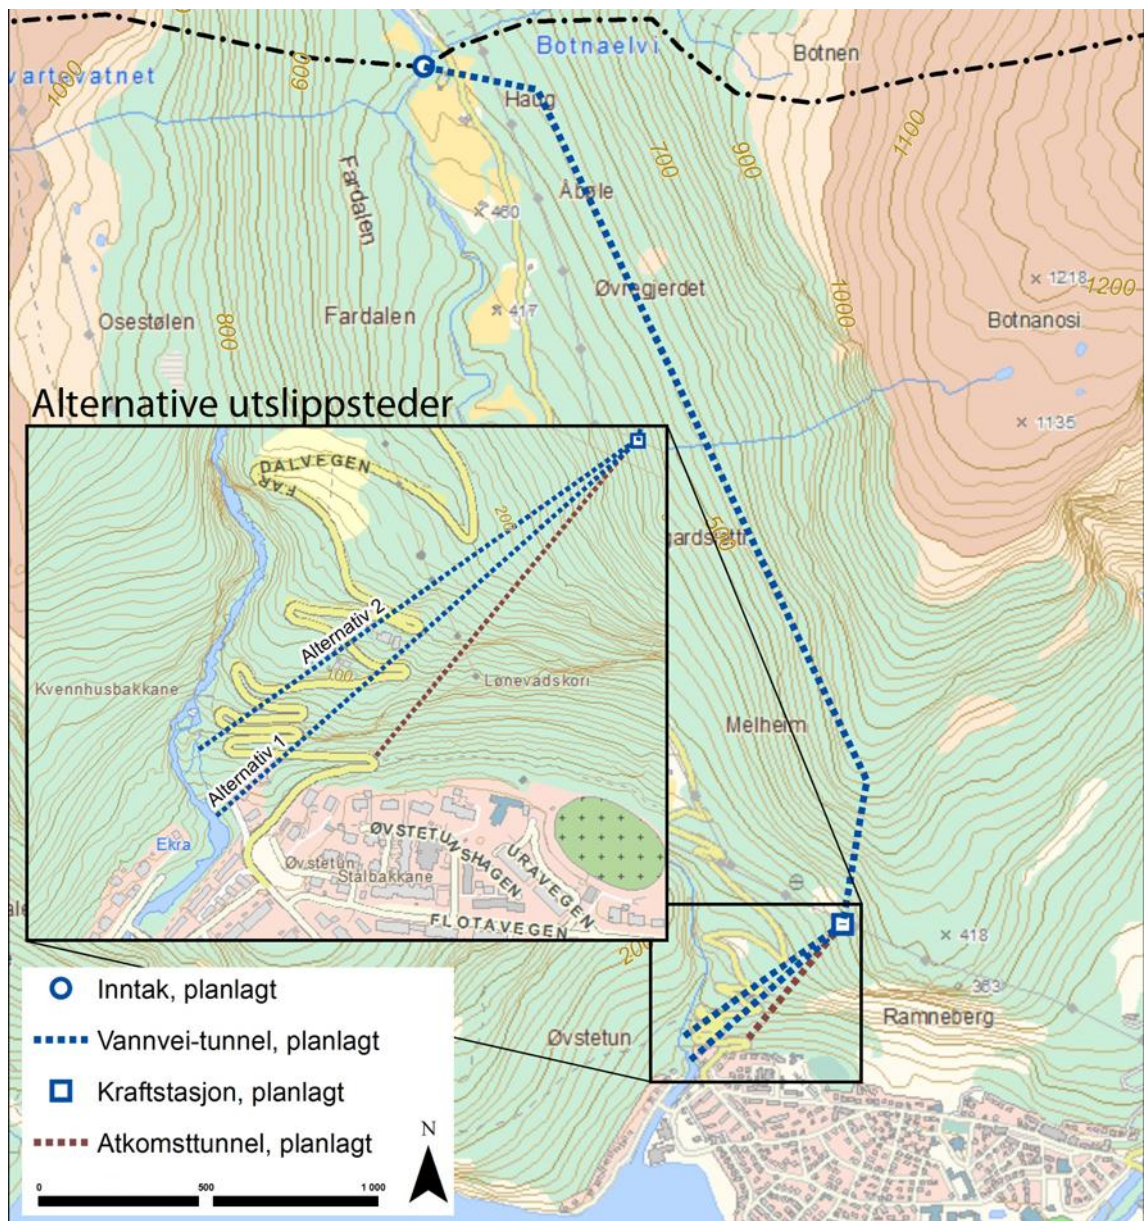 Botnaelvi
Botnen
vartevatnet
1000
600
Haug
1100
700
900
Fardalen
Åbøle
460
1218
1200
Øvregjerdet
1000
417
Osestølen
Fardalen
Botnanosi
800
Alternative utslippsteder
1135
DALVEGEN
FAR
200
500
Alternativ 2
100
Kvennhusbakkane
Lønevadskori
Melheim
Alternativ 1
Ekra
ØVSTETUNSHAGEN
URAVEGEN
Øvstetun
Stalbakkane
FLOTAVEGEN
418
200
363
Inntak, planlagt
Vannvei-tunnel, planlagt
Øvstetun
Ramneberg
Kraftstasjon, planlagt
Atkomsttunnel, planlagt
N
0 500 1 000